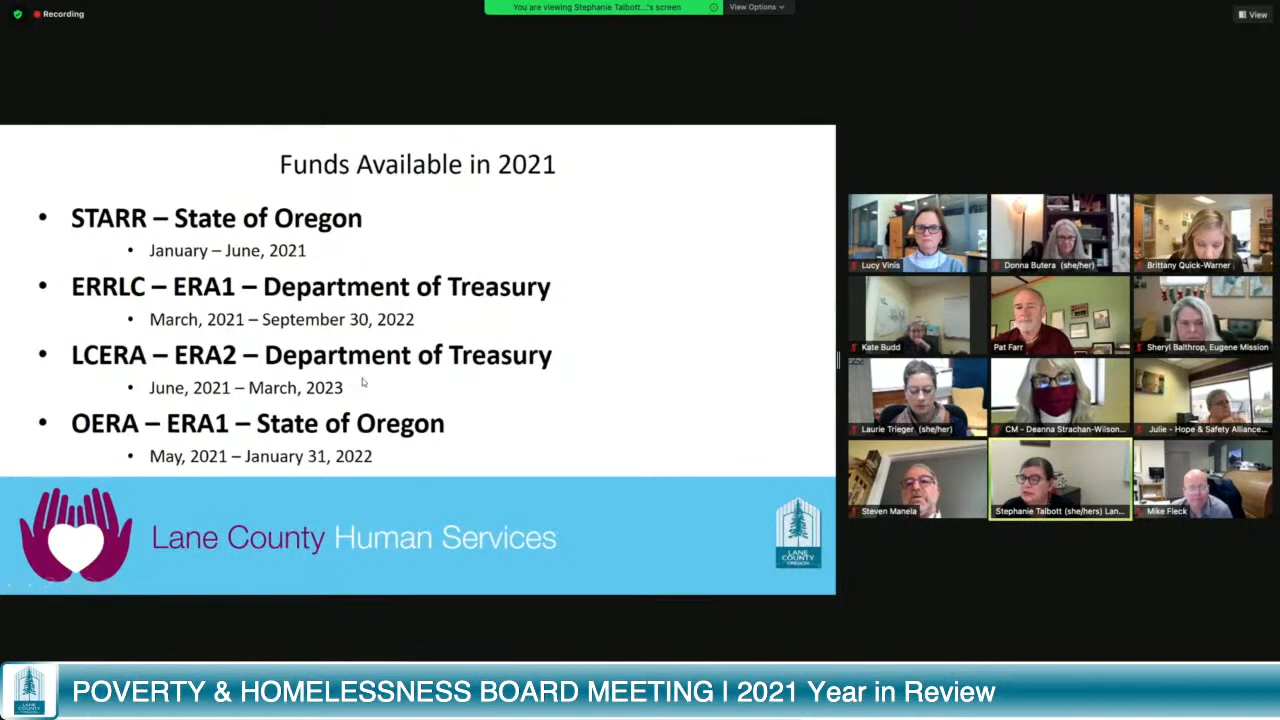 Recording
You are viewing Stephanie Talbott...'s screen
View Options
View
Funds Available in 2021
• STARR – State of Oregon
• January – June, 2021
• ERRLC – ERA1 – Department of Treasury
• March, 2021 – September 30, 2022
• LCERA – ERA2 – Department of Treasury
• June, 2021 – March, 2023
• OERA – ERA1 – State of Oregon
• May, 2021 – January 31, 2022
Lane County Human Services
LANE
COUNTY
OREGON
Lucy Vinis
Donna Butera (she/her)
Brittany Quick-Warner
Kate Budd
Pat Farr
Sheryl Balthrop, Eugene Mission
Laurie Trieger (she/her)
CM - Deanna Strachan-Wilson...
Julie - Hope & Safety Alliance...
Steven Manela
Stephanie Talbott (she/hers) Lan...
Mike Fleck
LANE
COUNTY
POVERTY & HOMELESSNESS BOARD MEETING | 2021 Year in Review